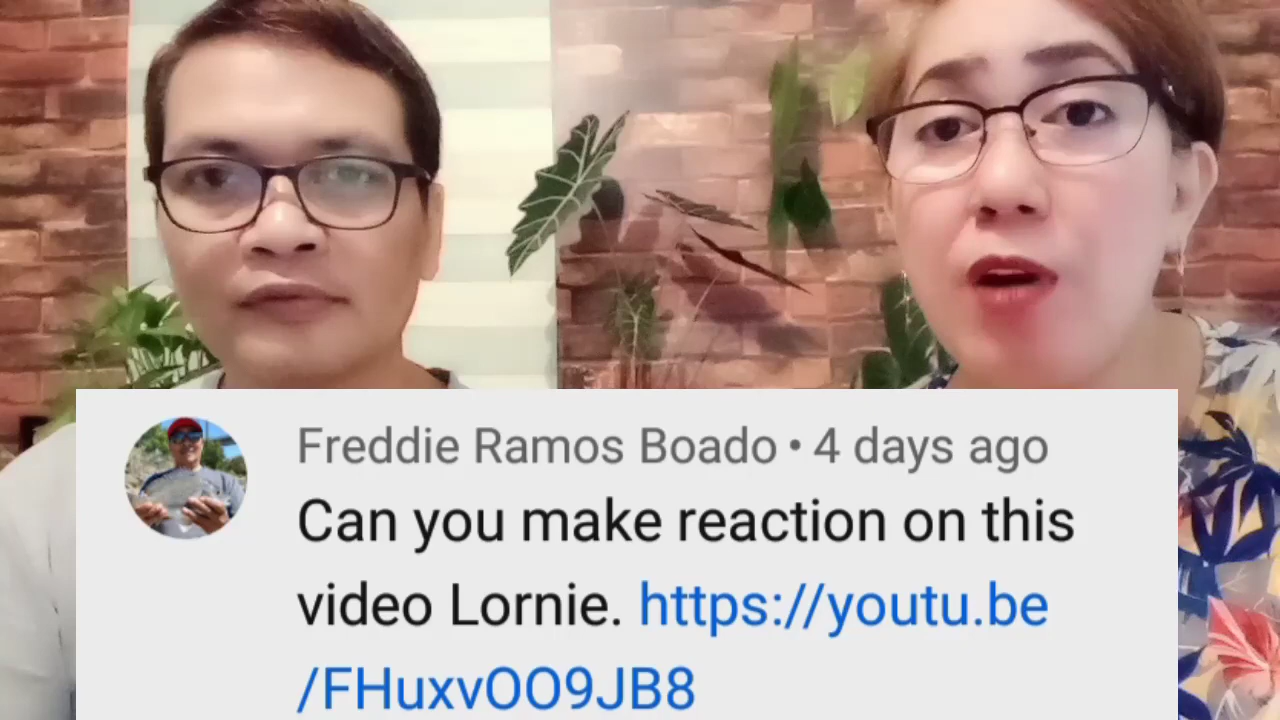 Freddie Ramos Boado • 4 days ago
Can you make reaction on this
video Lornie. https://youtu.be
/FHuxvOO9JB8